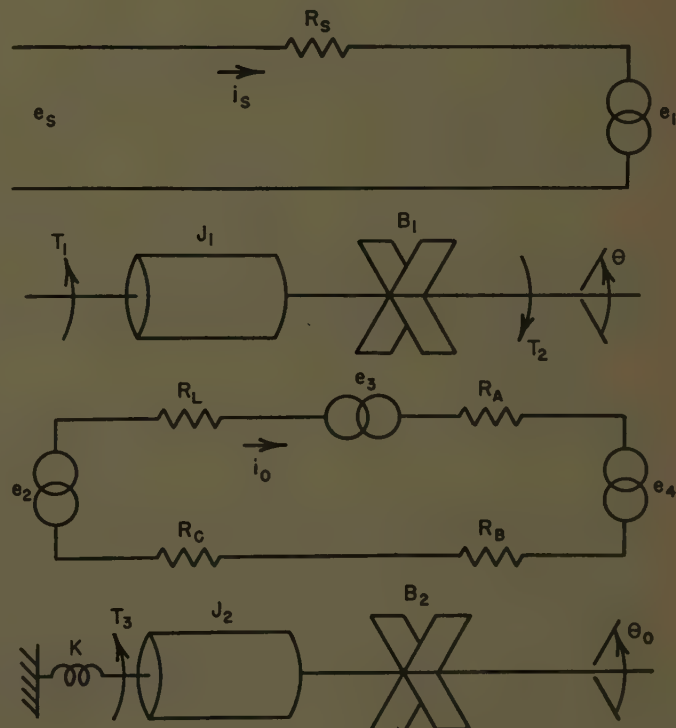 R_S
i_S
e_S
e_1
T_1
J_1
B_1
θ
T_2
R_L
e_3
R_A
i_0
e_2
e_4
R_C
R_B
K
T_3
J_2
B_2
θ_0